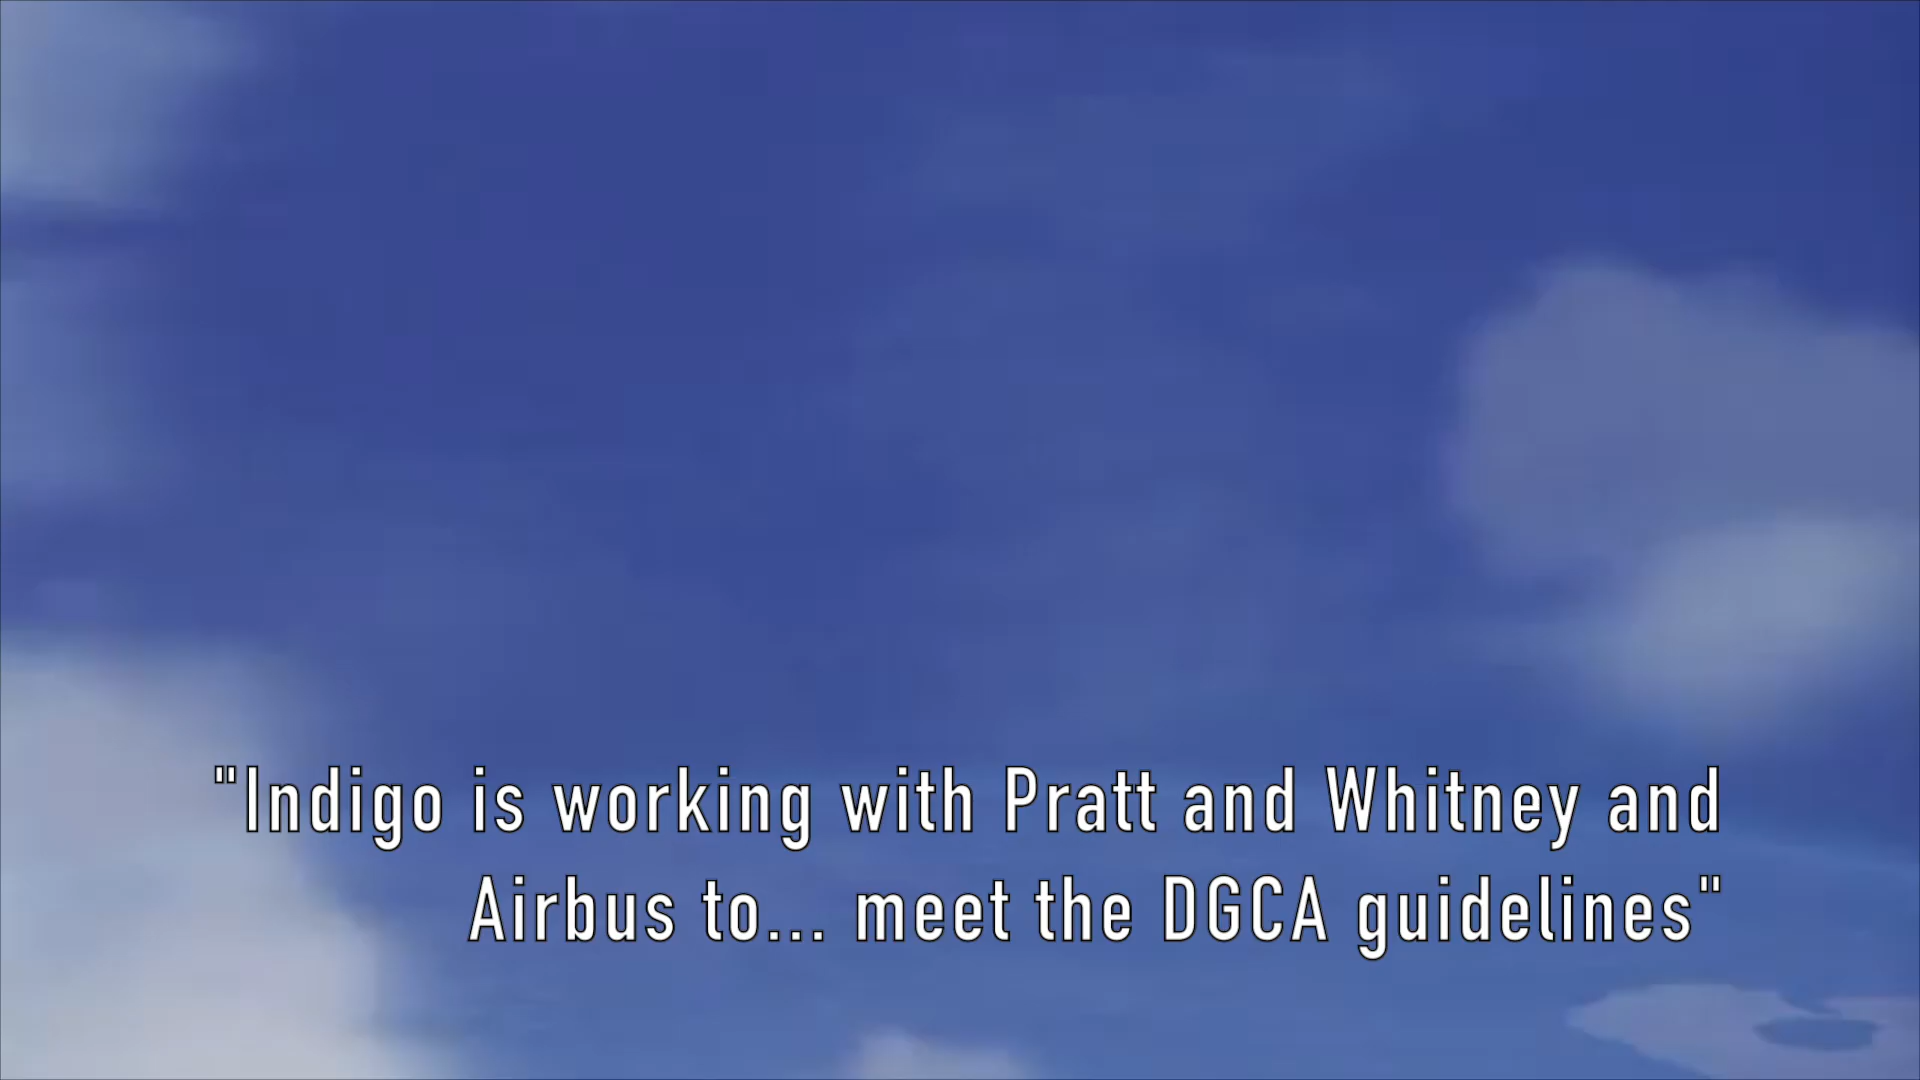 "Indigo is working with Pratt and Whitney and
Airbus to... meet the DGCA guidelines"